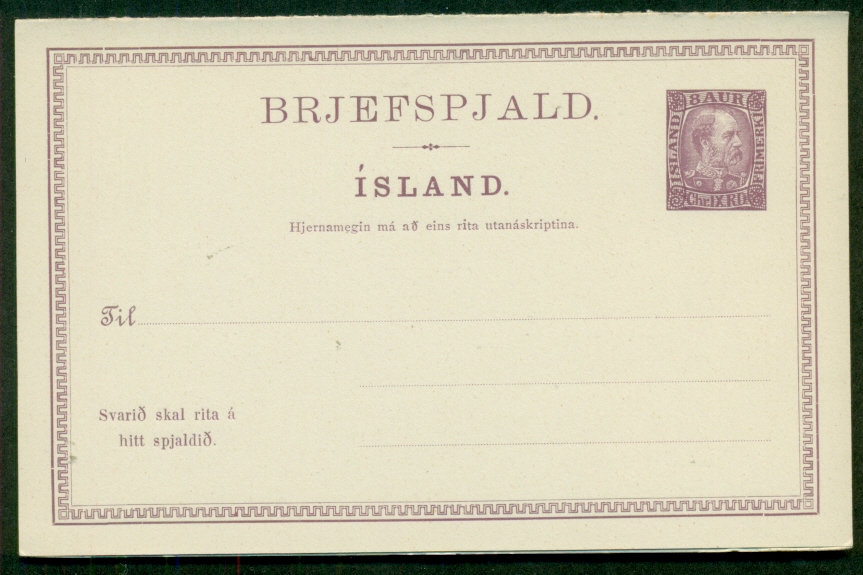 BRJEFSPJALD.
8 AUR
ÍSLAND
FRIMERKI
Chr.IX.R.D.
ÍSLAND.
Hjernamegin má að eins rita utanáskriptina.
Til
Svarið skal rita á
hitt spjaldið.